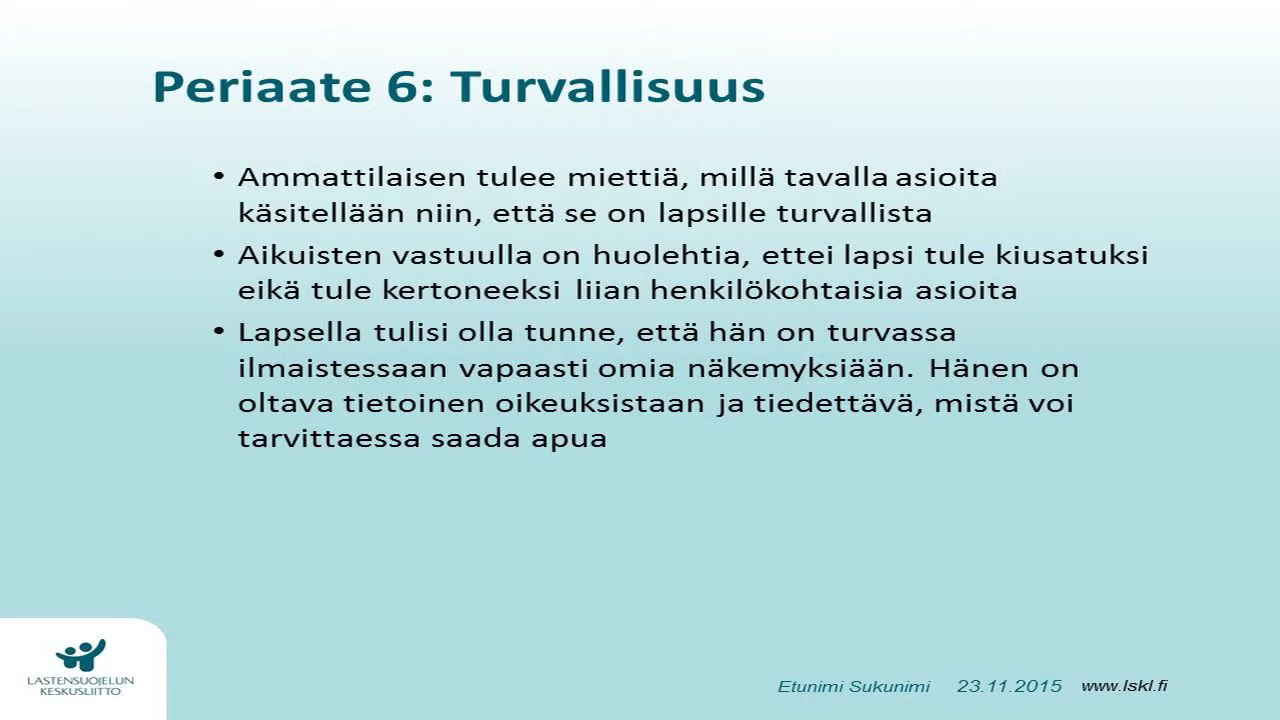 Periaate 6: Turvallisuus
• Ammattilaisen tulee miettiä, millä tavalla asioita
käsitellään niin, että se on lapsille turvallista
• Aikuisten vastuulla on huolehtia, ettei lapsi tule kiusatuksi
eikä tule kertoneeksi liian henkilökohtaisia asioita
• Lapsella tulisi olla tunne, että hän on turvassa
ilmaistessaan vapaasti omia näkemyksiään. Hänen on
oltava tietoinen oikeuksistaan ja tiedettävä, mistä voi
tarvittaessa saada apua
LASTENSUOJELUN
KESKUSLIITTO
Etunimi Sukunimi 23.11.2015 www.lskl.fi